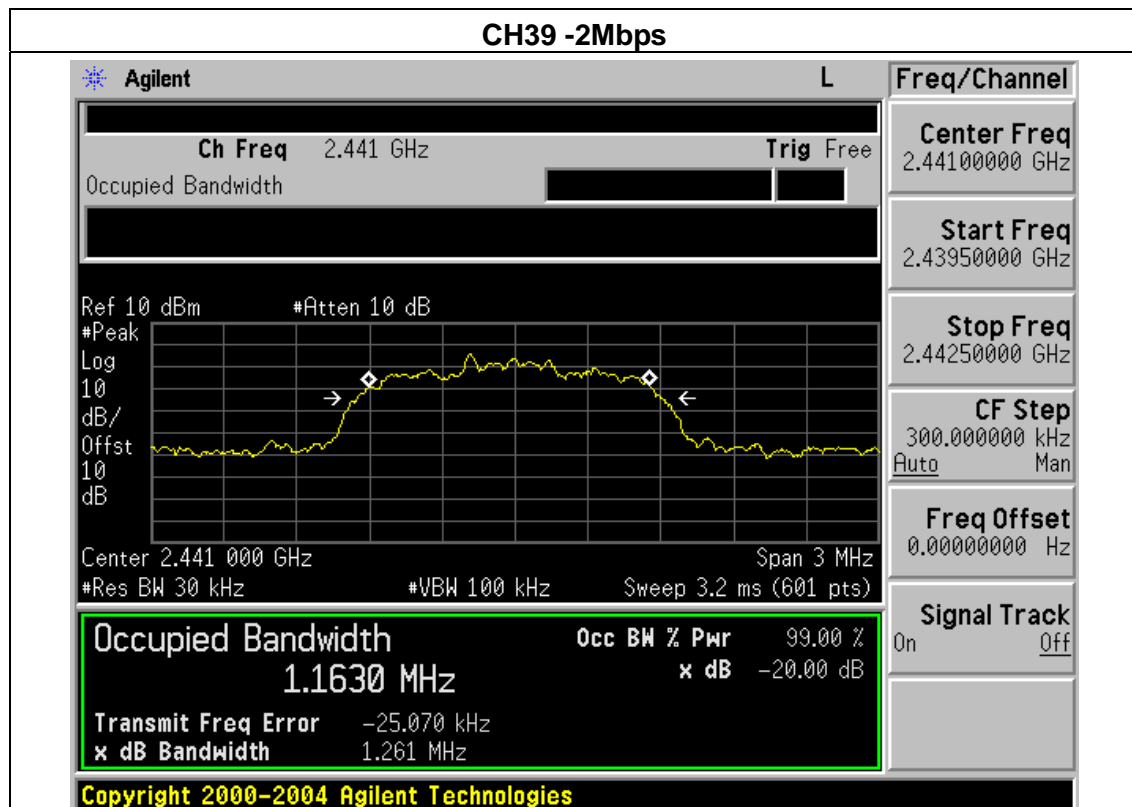 CH39 -2Mbps
Agilent L Freq/Channel
Ch Freq 2.441 GHz Trig Free
Occupied Bandwidth
Center Freq
2.44100000 GHz
Start Freq
2.43950000 GHz
Stop Freq
2.44250000 GHz
CF Step
300.000000 kHz
Auto Man
Freq Offset
0.00000000 Hz
Signal Track
On Off
Ref 10 dBm #Atten 10 dB
#Peak
Log
10
dB/
Offst
10
dB
Center 2.441 000 GHz Span 3 MHz
#Res BW 30 kHz #VBW 100 kHz Sweep 3.2 ms (601 pts)
Occupied Bandwidth Occ BW % Pwr 99.00 %
1.1630 MHz x dB -20.00 dB
Transmit Freq Error -25.070 kHz
x dB Bandwidth 1.261 MHz
Copyright 2000-2004 Agilent Technologies